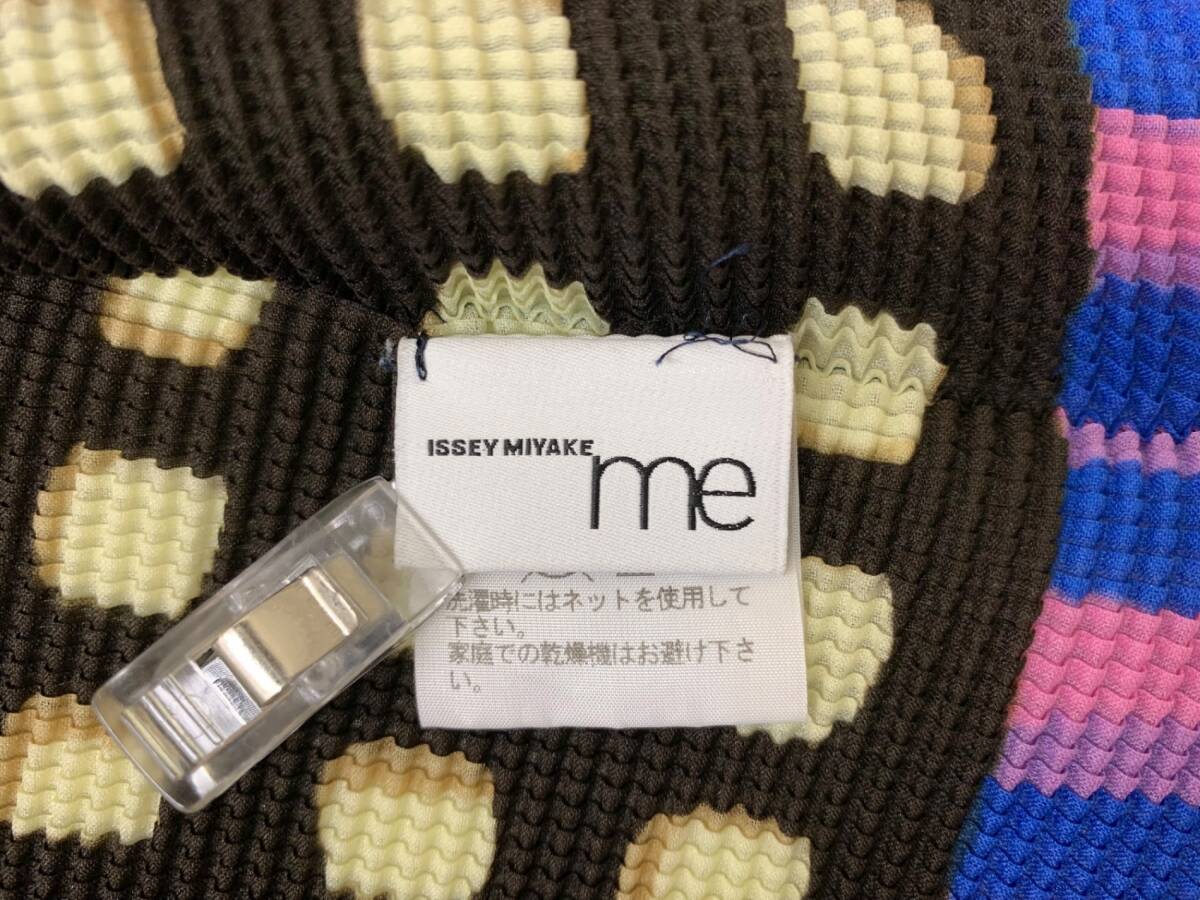 ISSEY MIYAKE
me
洗濯時にはネットを使用して
下さい。
家庭での乾燥機はお避け下さ
い。